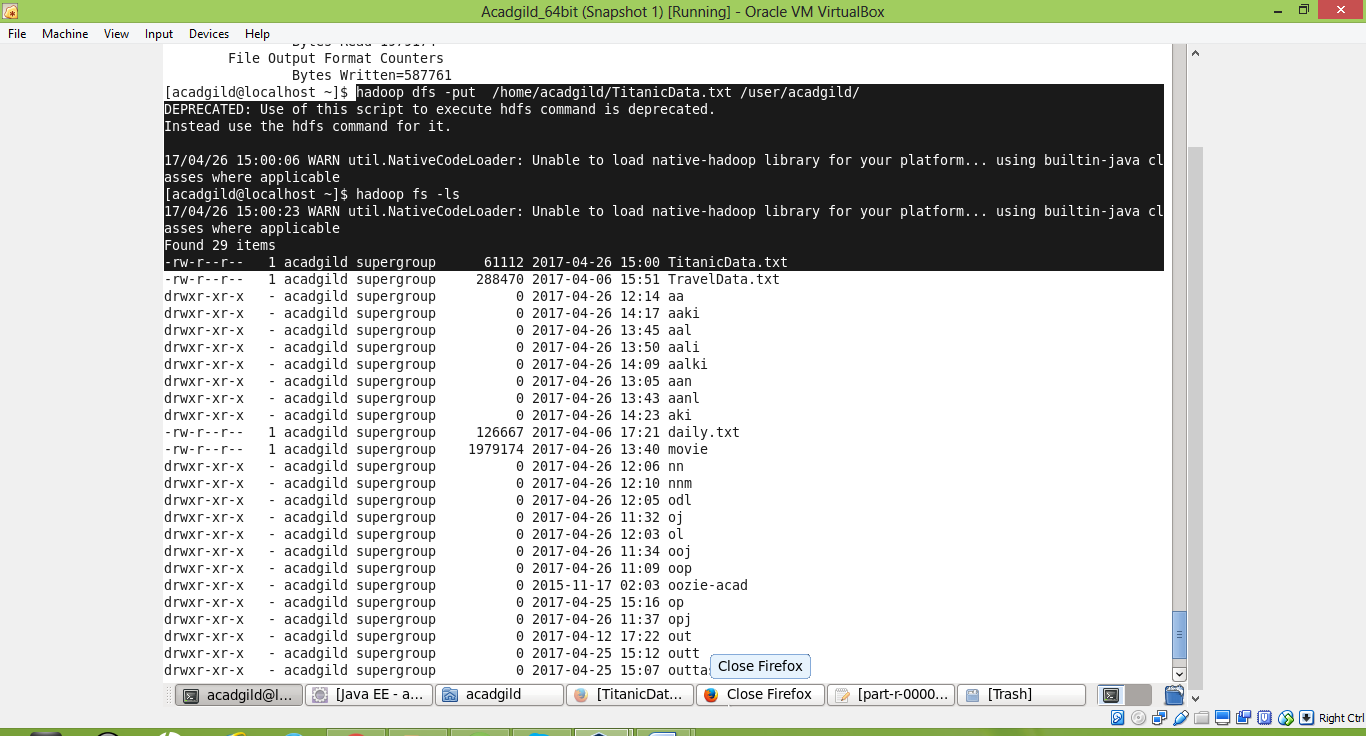 Acadgild_64bit (Snapshot 1) [Running] - Oracle VM VirtualBox
File Machine View Input Devices Help
File Output Format Counters
Bytes Written=587761
[acadgild@localhost ~]$ hadoop dfs -put  /home/acadgild/TitanicData.txt /user/acadgild/
DEPRECATED: Use of this script to execute hdfs command is deprecated.
Instead use the hdfs command for it.
17/04/26 15:00:06 WARN util.NativeCodeLoader: Unable to load native-hadoop library for your platform... using builtin-java cl
asses where applicable
[acadgild@localhost ~]$ hadoop fs -ls
17/04/26 15:00:23 WARN util.NativeCodeLoader: Unable to load native-hadoop library for your platform... using builtin-java cl
asses where applicable
Found 29 items
-rw-r--r--   1 acadgild supergroup      61112 2017-04-26 15:00 TitanicData.txt
-rw-r--r--   1 acadgild supergroup     288470 2017-04-06 15:51 TravelData.txt
drwxr-xr-x   - acadgild supergroup          0 2017-04-26 12:14 aa
drwxr-xr-x   - acadgild supergroup          0 2017-04-26 14:17 aaki
drwxr-xr-x   - acadgild supergroup          0 2017-04-26 13:45 aal
drwxr-xr-x   - acadgild supergroup          0 2017-04-26 13:50 aali
drwxr-xr-x   - acadgild supergroup          0 2017-04-26 14:09 aalki
drwxr-xr-x   - acadgild supergroup          0 2017-04-26 13:05 aan
drwxr-xr-x   - acadgild supergroup          0 2017-04-26 13:43 aanl
drwxr-xr-x   - acadgild supergroup          0 2017-04-26 14:23 aki
-rw-r--r--   1 acadgild supergroup     126667 2017-04-06 17:21 daily.txt
-rw-r--r--   1 acadgild supergroup    1979174 2017-04-26 13:40 movie
drwxr-xr-x   - acadgild supergroup          0 2017-04-26 12:06 nn
drwxr-xr-x   - acadgild supergroup          0 2017-04-26 12:10 nnm
drwxr-xr-x   - acadgild supergroup          0 2017-04-26 12:05 odl
drwxr-xr-x   - acadgild supergroup          0 2017-04-26 11:32 oj
drwxr-xr-x   - acadgild supergroup          0 2017-04-26 12:03 ol
drwxr-xr-x   - acadgild supergroup          0 2017-04-26 11:34 ooj
drwxr-xr-x   - acadgild supergroup          0 2017-04-26 11:09 oop
drwxr-xr-x   - acadgild supergroup          0 2015-11-17 02:03 oozie-acad
drwxr-xr-x   - acadgild supergroup          0 2017-04-25 15:16 op
drwxr-xr-x   - acadgild supergroup          0 2017-04-26 11:37 opj
drwxr-xr-x   - acadgild supergroup          0 2017-04-12 17:22 out
drwxr-xr-x   - acadgild supergroup          0 2017-04-25 15:12 outt
drwxr-xr-x   - acadgild supergroup          0 2017-04-25 15:07
Close Firefox
acadgild@l... [Java EE - a... acadgild [TitanicDat... Close Firefox [part-r-0000... [Trash]
Right Ctrl